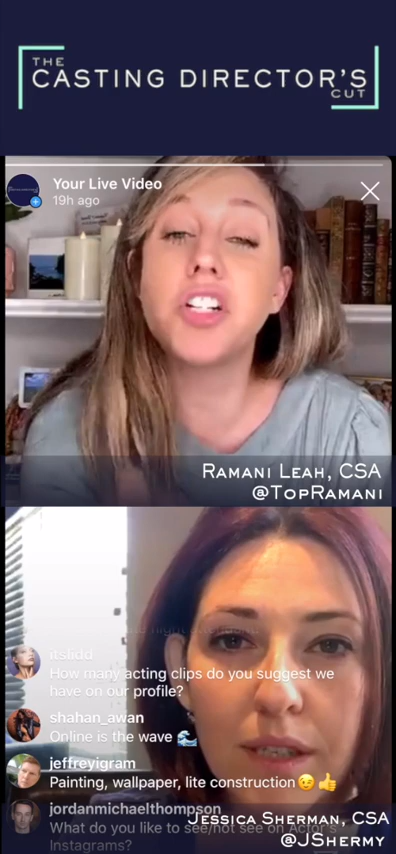 THE
CASTING DIRECTOR'S
CUT
Your Live Video
19h ago
RAMANI LEAH, CSA
@TOPRAMANI
itslidd
How many acting clips do you suggest we
have on our profile?
shahan_awan
Online is the wave 🌊
jeffreyigram
Painting, wallpaper, lite construction😉👍
jordanmichaelthompson
JESSICA SHERMAN, CSA
What do you like to see/not see on Actor's
@JSHERMY
Instagrams?